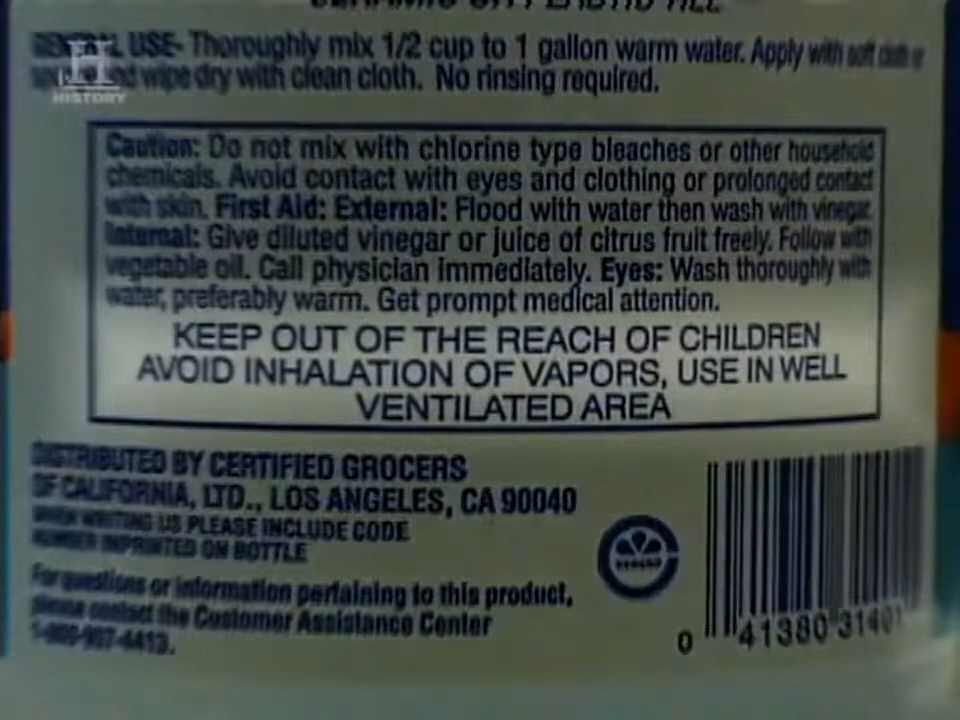 CERAMIC OR PLASTIC TILE
GENERAL USE- Thoroughly mix 1/2 cup to 1 gallon warm water. Apply with soft cloth or
sponge and wipe dry with clean cloth. No rinsing required.
H
HISTORY
Caution: Do not mix with chlorine type bleaches or other household
chemicals. Avoid contact with eyes and clothing or prolonged contact
with skin. First Aid: External: Flood with water then wash with vinegar.
Internal: Give diluted vinegar or juice of citrus fruit freely. Follow with
vegetable oil. Call physician immediately. Eyes: Wash thoroughly with
water, preferably warm. Get prompt medical attention.
KEEP OUT OF THE REACH OF CHILDREN
AVOID INHALATION OF VAPORS, USE IN WELL
VENTILATED AREA
DISTRIBUTED BY CERTIFIED GROCERS
OF CALIFORNIA, LTD., LOS ANGELES, CA 90040
WHEN WRITING US PLEASE INCLUDE CODE
NUMBER IMPRINTED ON BOTTLE
For questions or information pertaining to this product,
please contact the Customer Assistance Center
0 41380 31401